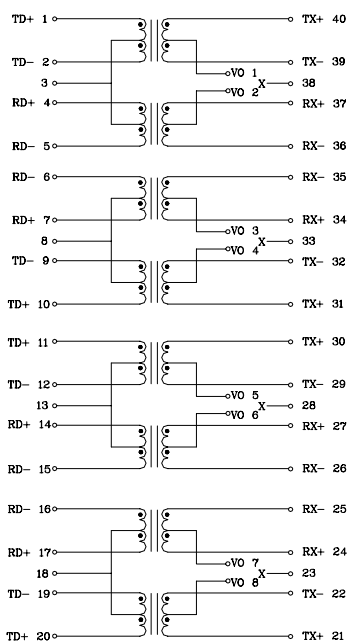 TD+ 1 TX+ 40
TD- 2 TX- 39
VO 1
3 X 38
VO 2
RD+ 4 RX+ 37
RD- 5 RX- 36
RD- 6 RX- 35
RD+ 7 RX+ 34
VO 3
8 X 33
VO 4
TD- 9 TX- 32
TD+ 10 TX+ 31
TD+ 11 TX+ 30
TD- 12 TX- 29
VO 5
13 X 28
VO 6
RD+ 14 RX+ 27
RD- 15 RX- 26
RD- 16 RX- 25
RD+ 17 RX+ 24
VO 7
18 X 23
VO 8
TD- 19 TX- 22
TD+ 20 TX+ 21